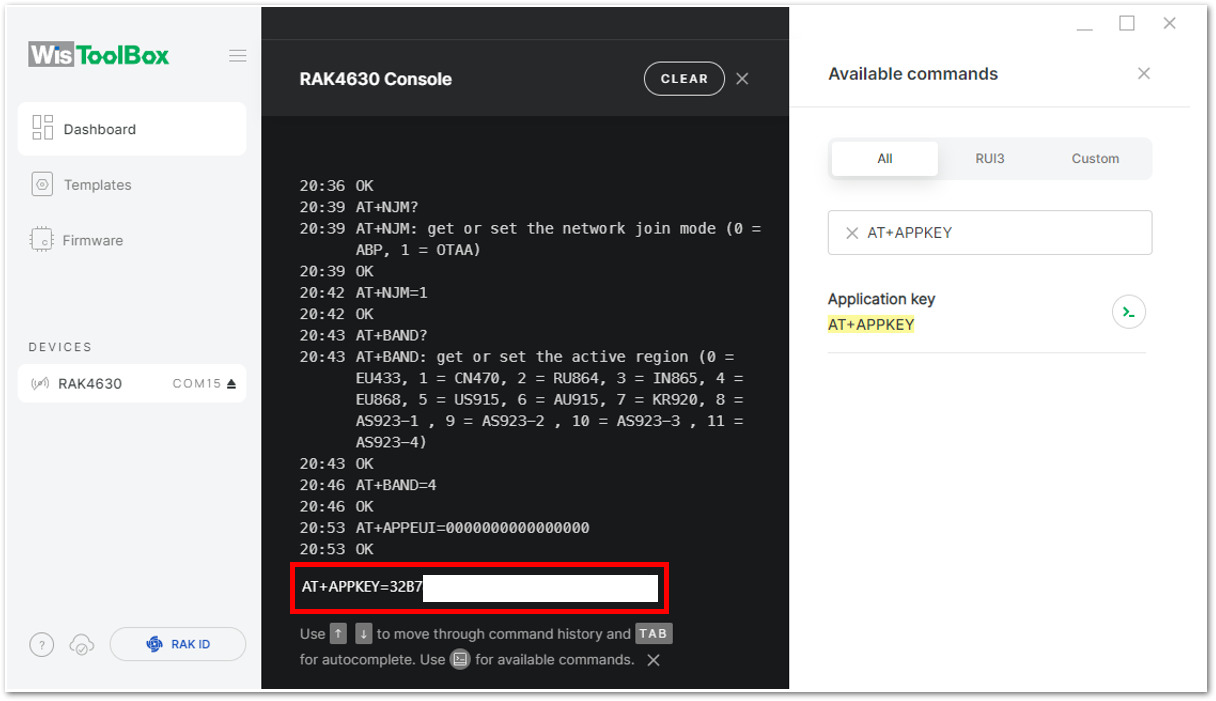 WisToolBox
Dashboard
Templates
Firmware
DEVICES
RAK4630 COM15
?
RAK ID
RAK4630 Console
CLEAR
20:36 OK
20:39 AT+NJM?
20:39 AT+NJM: get or set the network join mode (0 =
ABP, 1 = OTAA)
20:39 OK
20:42 AT+NJM=1
20:42 OK
20:43 AT+BAND?
20:43 AT+BAND: get or set the active region (0 =
EU433, 1 = CN470, 2 = RU864, 3 = IN865, 4 =
EU868, 5 = US915, 6 = AU915, 7 = KR920, 8 =
AS923-1 , 9 = AS923-2 , 10 = AS923-3 , 11 =
AS923-4)
20:43 OK
20:46 AT+BAND=4
20:46 OK
20:53 AT+APPEUI=0000000000000000
20:53 OK
AT+APPKEY=32B7
Use ↑ ↓ to move through command history and TAB
for autocomplete. Use for available commands.
Available commands
All RUI3 Custom
AT+APPKEY
Application key
AT+APPKEY